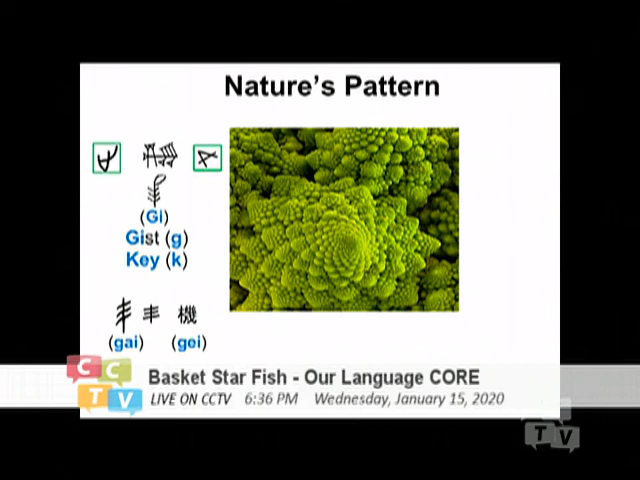 Nature's Pattern
(Gi)
Gist (g)
Key (k)
丰 機
(gai) (gei)
CCTV
Basket Star Fish - Our Language CORE
LIVE ON CCTV 6:36 PM Wednesday, January 15, 2020
TV